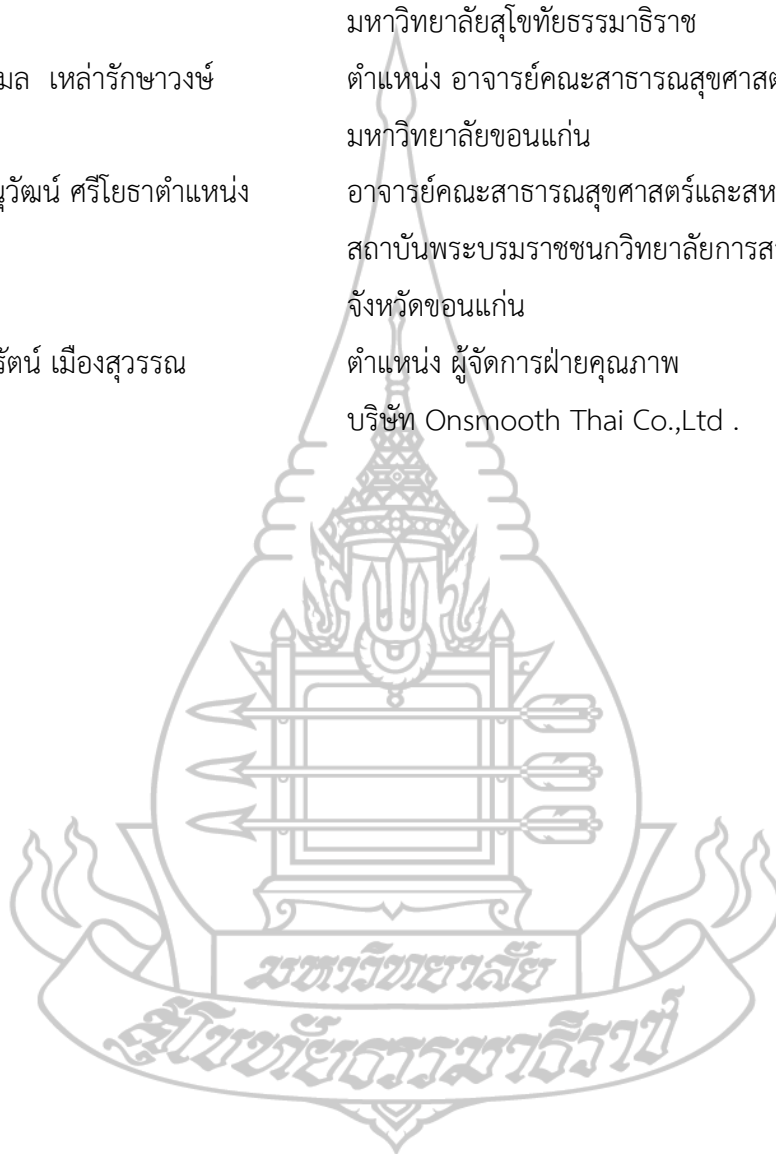 มหาวิทยาลัยสุโขทัยธรรมาธิราช
เหล่ารักษาวงษ์ ตำแหน่ง อาจารย์คณะสาธารณสุขศาสต
มหาวิทยาลัยขอนแก่น
ศรีโยธาตำแหน่ง อาจารย์คณะสาธารณสุขศาสตร์และสห
สถาบันพระบรมราชชนกวิทยาลัยการสา
จังหวัดขอนแก่น
รัตน์ เมืองสุวรรณ ตำแหน่ง ผู้จัดการฝ่ายคุณภาพ
บริษัท Onsmooth Thai Co.,Ltd .
มหาวิทยาลัย
สุโขทัยธรรมาธิราช